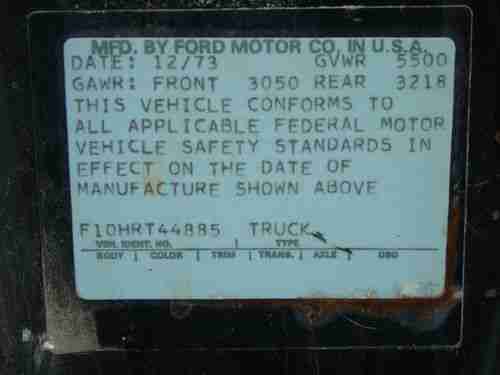 MFD. BY FORD MOTOR CO. IN U.S.A.
DATE: 12/73 GVWR 5500
GAWR: FRONT 3050 REAR 3218
THIS VEHICLE CONFORMS TO
ALL APPLICABLE FEDERAL MOTOR
VEHICLE SAFETY STANDARDS IN
EFFECT ON THE DATE OF
MANUFACTURE SHOWN ABOVE
F10HRT44885 TRUCK
VEH. IDENT. NO. TYPE
BODY | COLOR | TRIM | TRANS. | AXLE | DSO